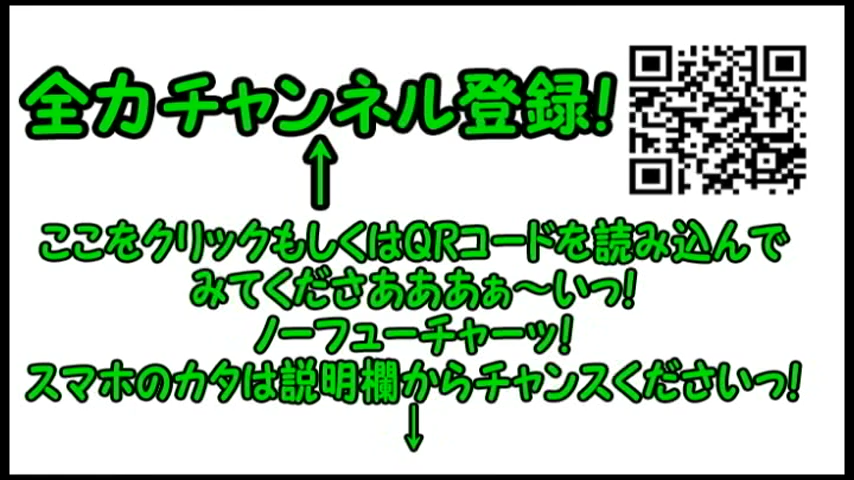 全力チャンネル登録!
↑
ここをクリックもしくはQRコードを読み込んで
みてくださあああぁ～いっ!
ノーフューチャーッ!
スマホのカタは説明欄からチャンスくださいっ!
↓